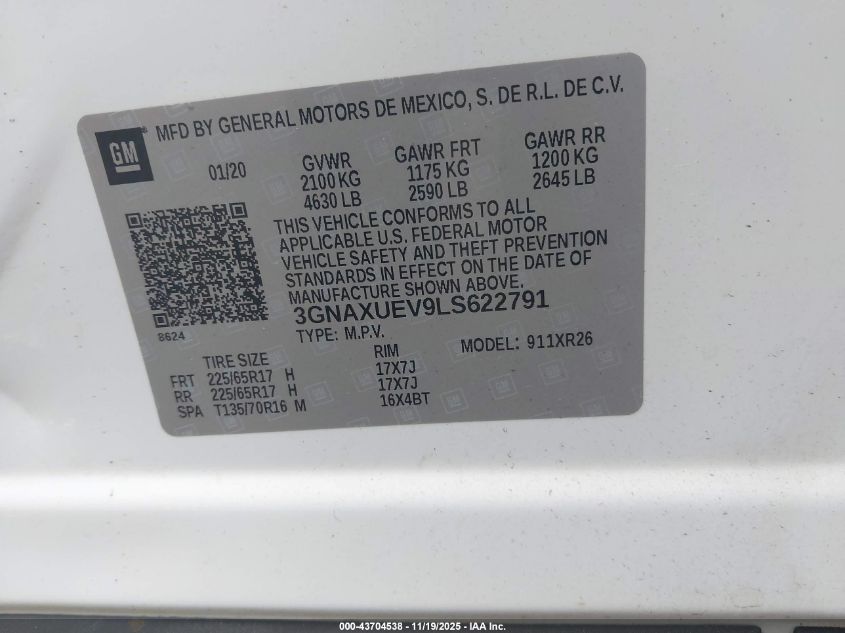 GM
MFD BY GENERAL MOTORS DE MEXICO, S. DE R.L. DE C.V.
01/20
GVWR
2100 KG
4630 LB
GAWR FRT
1175 KG
2590 LB
GAWR RR
1200 KG
2645 LB
THIS VEHICLE CONFORMS TO ALL
APPLICABLE U.S. FEDERAL MOTOR
VEHICLE SAFETY AND THEFT PREVENTION
STANDARDS IN EFFECT ON THE DATE OF
MANUFACTURE SHOWN ABOVE.
3GNAXUEV9LS622791
8624
TYPE: M.P.V.
MODEL: 911XR26
TIRE SIZE RIM
FRT 225/65R17 H 17X7J
RR 225/65R17 H 17X7J
SPA T135/70R16 M 16X4BT
000-43704538 - 11/19/2025 - IAA Inc.